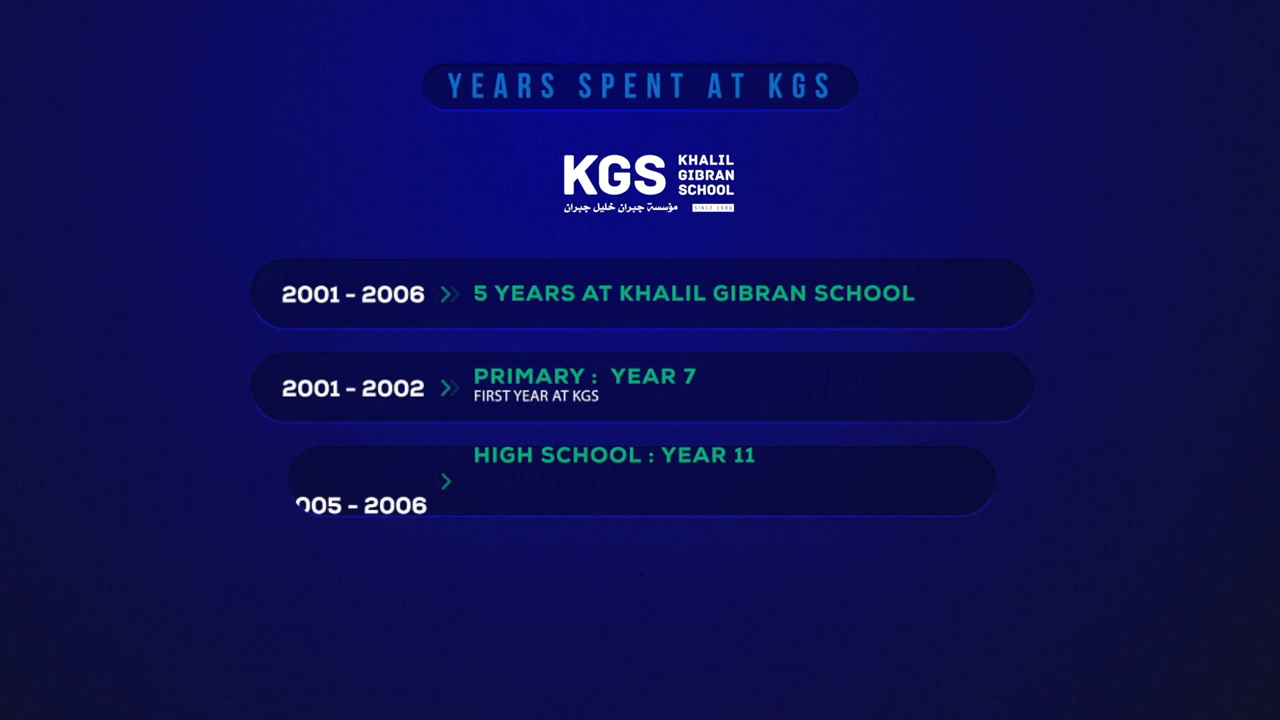 YEARS SPENT AT KGS
KGS
KHALIL
GIBRAN
SCHOOL
مؤسسة جبران خليل جبران
2001 - 2006 5 YEARS AT KHALIL GIBRAN SCHOOL
2001 - 2002 PRIMARY : YEAR 7
FIRST YEAR AT KGS
HIGH SCHOOL : YEAR 11
005 - 2006